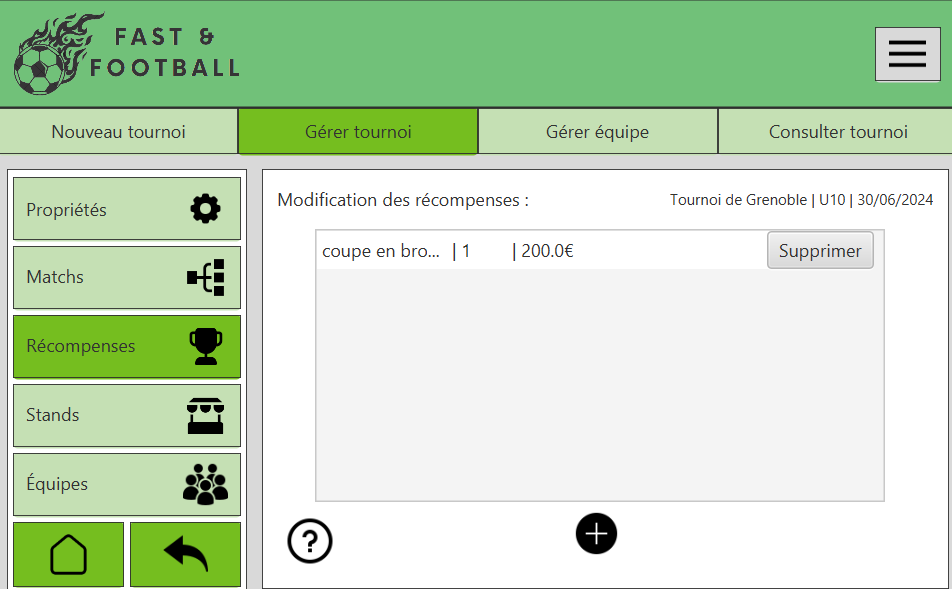 FAST &
FOOTBALL
Nouveau tournoi
Gérer tournoi
Gérer équipe
Consulter tournoi
Propriétés
Matchs
Récompenses
Stands
Équipes
Modification des récompenses :
Tournoi de Grenoble | U10 | 30/06/2024
coupe en bro... | 1 | 200.0€
Supprimer
?